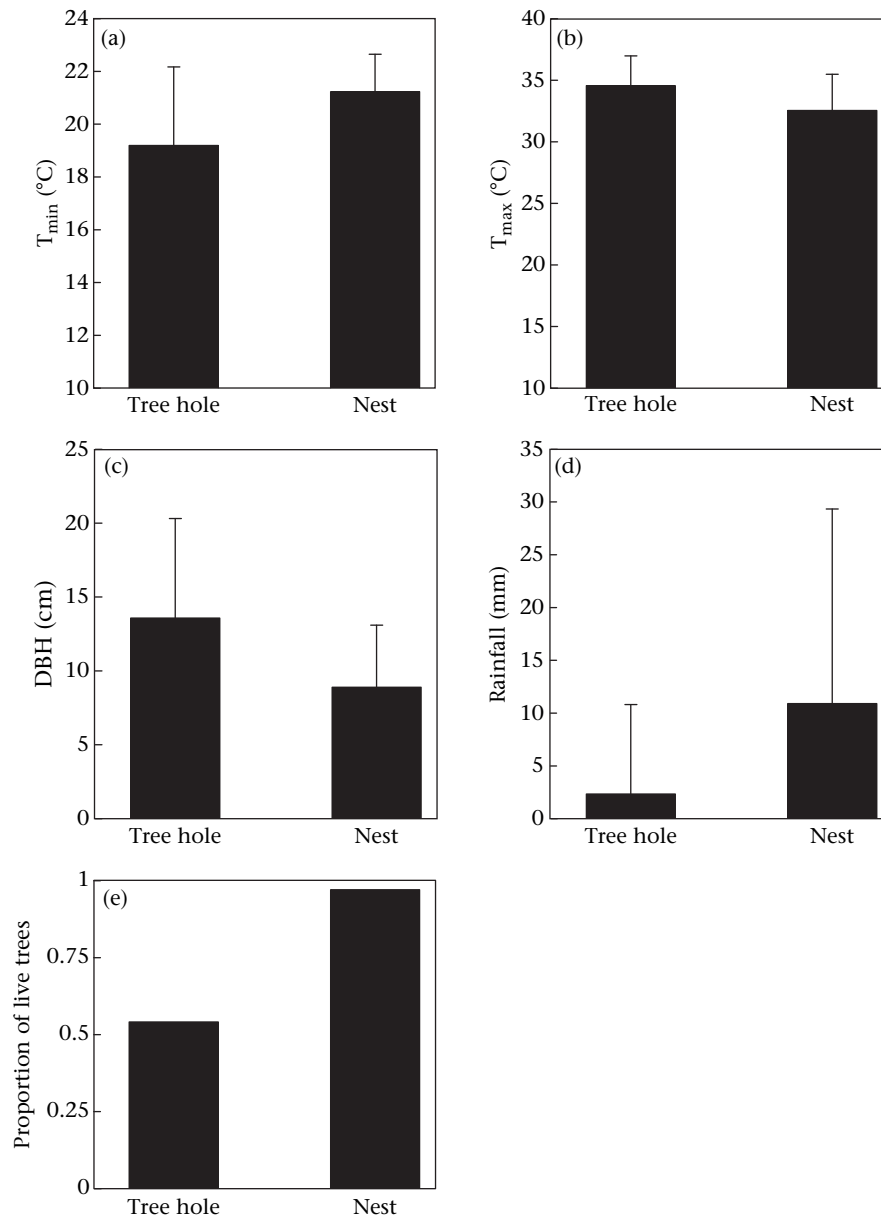 (a)
24
22
20
18
16
14
12
10
T_min (°C)
Tree hole
Nest
(b)
40
35
30
25
20
15
10
T_max (°C)
Tree hole
Nest
(c)
25
20
15
10
5
0
DBH (cm)
Tree hole
Nest
(d)
35
30
25
20
15
10
5
0
Rainfall (mm)
Tree hole
Nest
(e)
1
0.75
0.5
0.25
0
Proportion of live trees
Tree hole
Nest